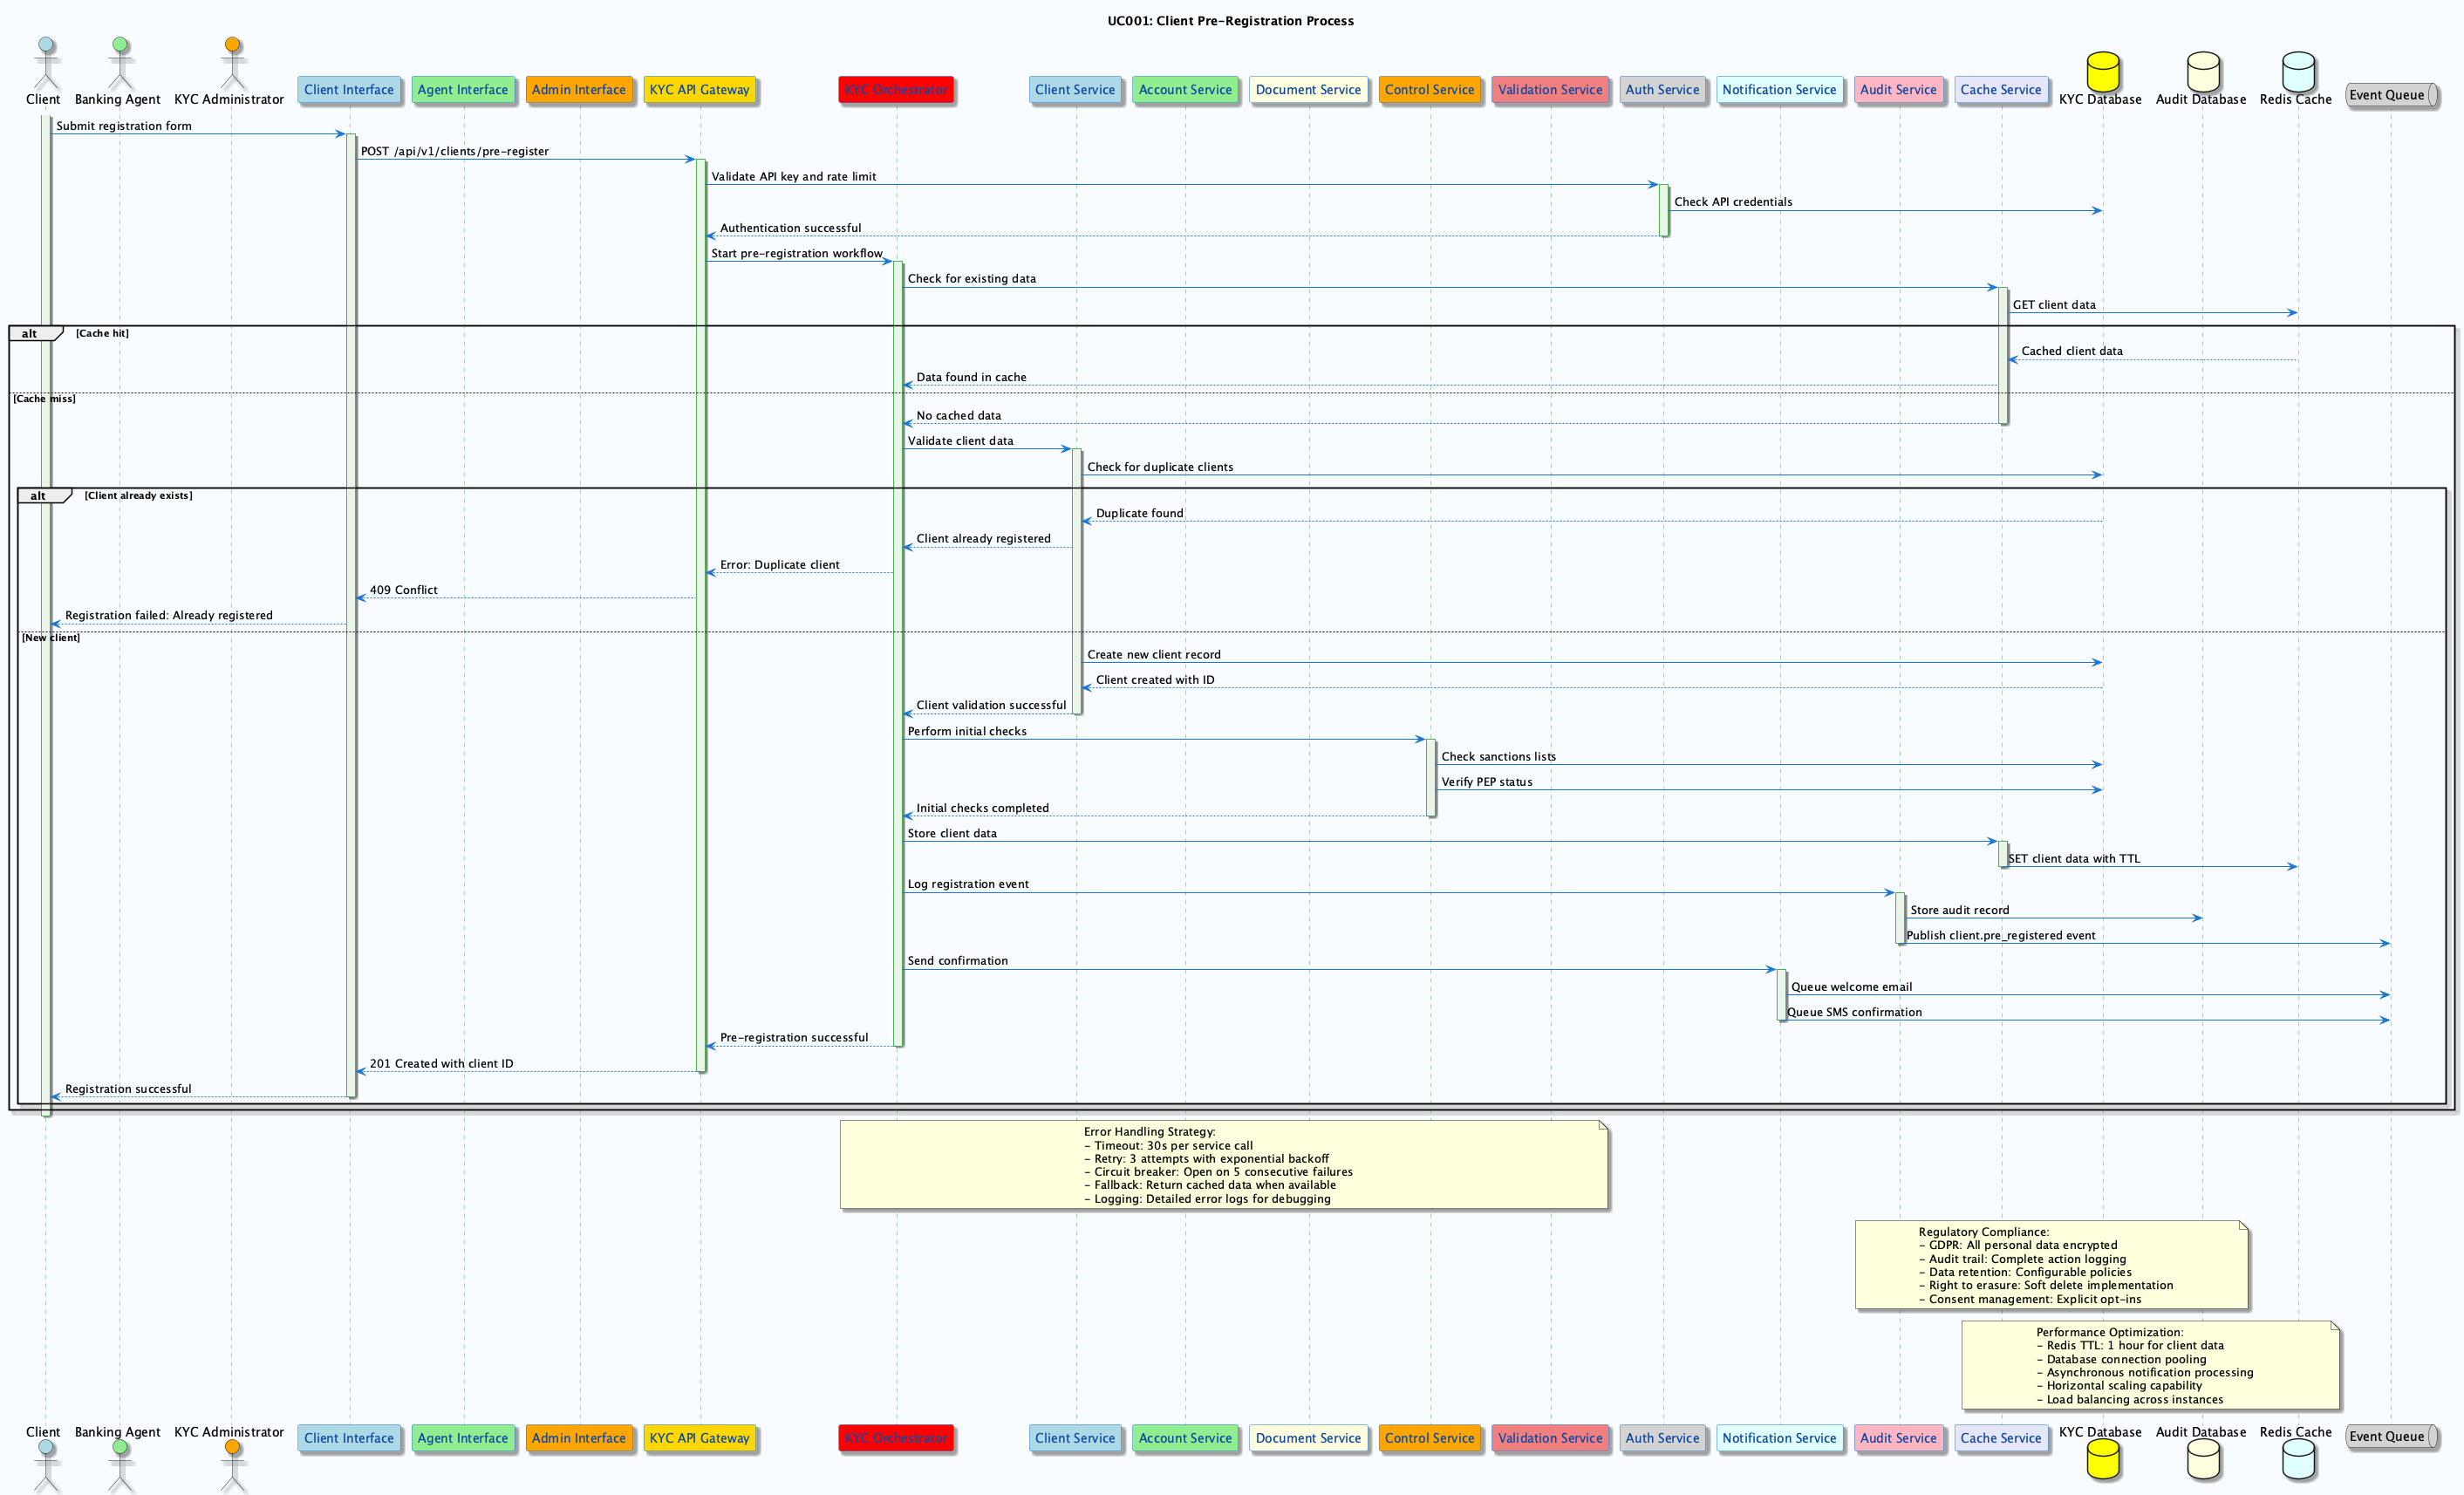 UC001: Client Pre-Registration Process
Client
Banking Agent
KYC Administrator
Client Interface
Agent Interface
Admin Interface
KYC API Gateway
KYC Orchestrator
Client Service
Account Service
Document Service
Control Service
Validation Service
Auth Service
Notification Service
Audit Service
Cache Service
KYC Database
Audit Database
Redis Cache
Event Queue
Submit registration form
POST /api/v1/clients/pre-register
Validate API key and rate limit
Check API credentials
Authentication successful
Start pre-registration workflow
Check for existing data
GET client data
alt
[Cache hit]
Cached client data
Data found in cache
[Cache miss]
No cached data
Validate client data
Check for duplicate clients
alt
[Client already exists]
Duplicate found
Client already registered
Error: Duplicate client
409 Conflict
Registration failed: Already registered
[New client]
Create new client record
Client created with ID
Client validation successful
Perform initial checks
Check sanctions lists
Verify PEP status
Initial checks completed
Store client data
SET client data with TTL
Log registration event
Store audit record
Publish client.pre_registered event
Send confirmation
Queue welcome email
Queue SMS confirmation
Pre-registration successful
201 Created with client ID
Registration successful
Error Handling Strategy:
- Timeout: 30s per service call
- Retry: 3 attempts with exponential backoff
- Circuit breaker: Open on 5 consecutive failures
- Fallback: Return cached data when available
- Logging: Detailed error logs for debugging
Regulatory Compliance:
- GDPR: All personal data encrypted
- Audit trail: Complete action logging
- Data retention: Configurable policies
- Right to erasure: Soft delete implementation
- Consent management: Explicit opt-ins
Performance Optimization:
- Redis TTL: 1 hour for client data
- Database connection pooling
- Asynchronous notification processing
- Horizontal scaling capability
- Load balancing across instances
Client
Banking Agent
KYC Administrator
Client Interface
Agent Interface
Admin Interface
KYC API Gateway
KYC Orchestrator
Client Service
Account Service
Document Service
Control Service
Validation Service
Auth Service
Notification Service
Audit Service
Cache Service
KYC Database
Audit Database
Redis Cache
Event Queue